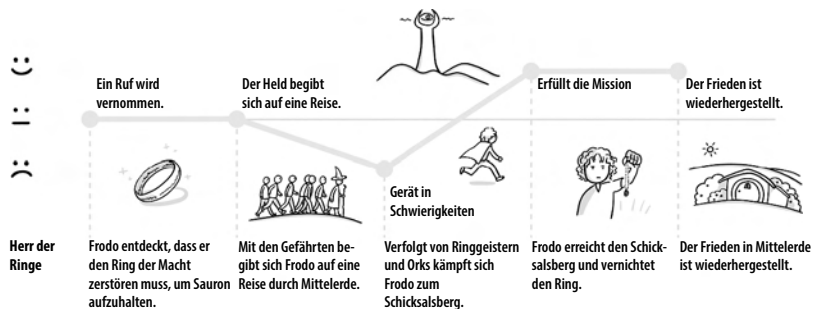 Ein Ruf wird
vernommen.
Der Held begibt
sich auf eine Reise.
Gerät in
Schwierigkeiten
Erfüllt die Mission
Der Frieden ist
wiederhergestellt.
Herr der
Ringe
Frodo entdeckt, dass er
den Ring der Macht
zerstören muss, um Sauron
aufzuhalten.
Mit den Gefährten be-
gibt sich Frodo auf eine
Reise durch Mittelerde.
Verfolgt von Ringgeistern
und Orks kämpft sich
Frodo zum
Schicksalsberg.
Frodo erreicht den Schick-
salsberg und vernichtet
den Ring.
Der Frieden in Mittelerde
ist wiederhergestellt.